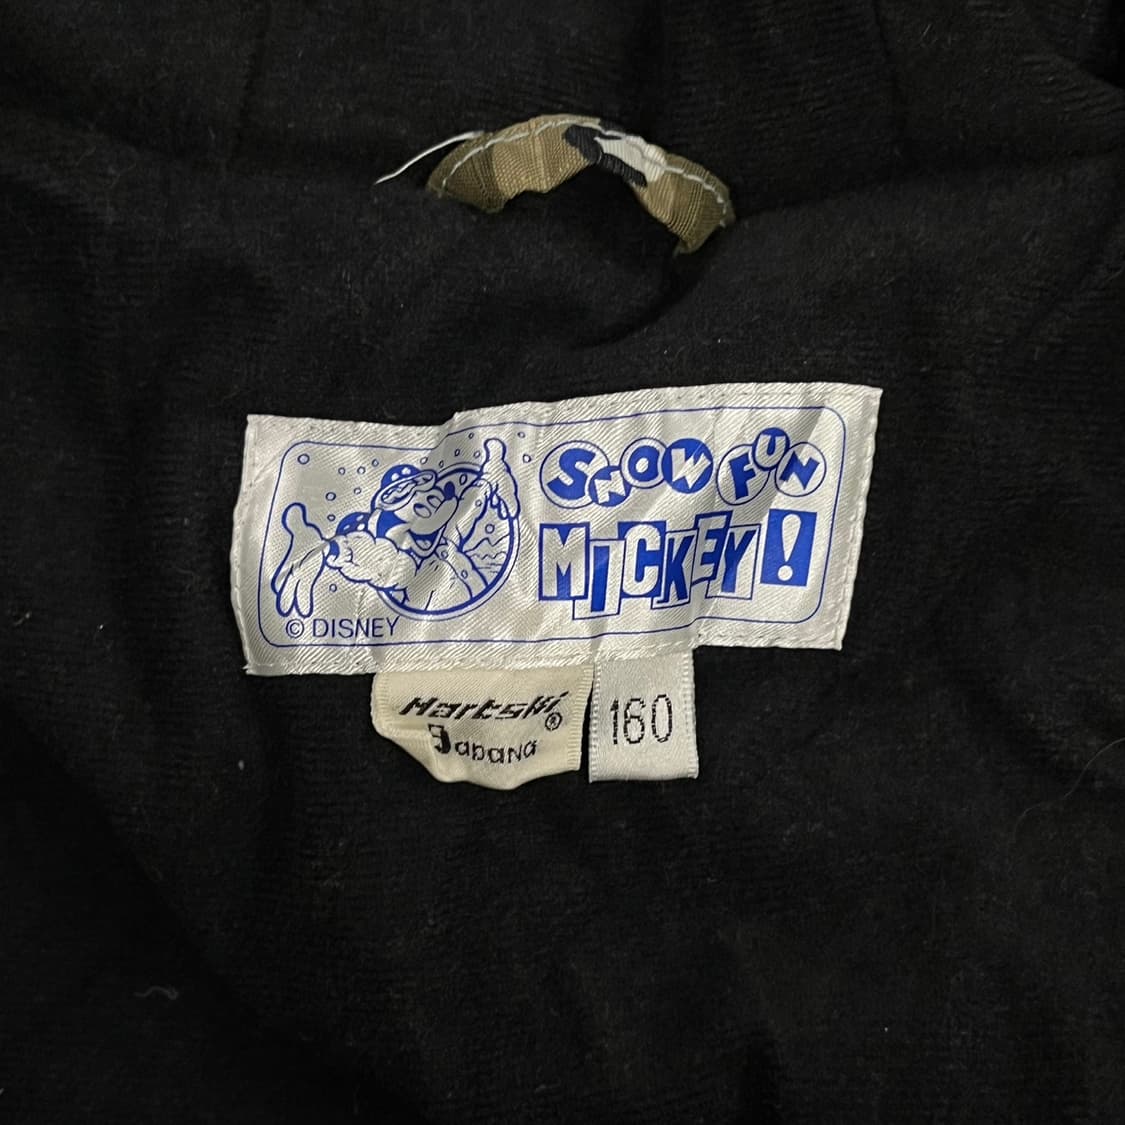 SNOW FUN
MICKEY!
© DISNEY
Martski®
Jabana
160